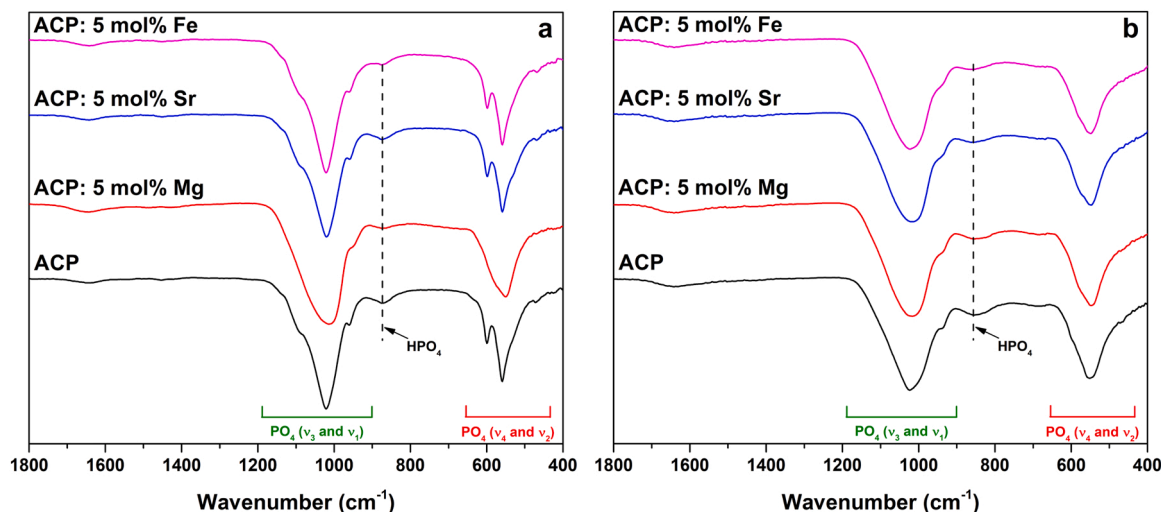 a
ACP: 5 mol% Fe
ACP: 5 mol% Sr
ACP: 5 mol% Mg
ACP
HPO₄
PO₄ (ν₃ and ν₁)
PO₄ (ν₄ and ν₂)
1800 1600 1400 1200 1000 800 600 400
Wavenumber (cm⁻¹)
b
ACP: 5 mol% Fe
ACP: 5 mol% Sr
ACP: 5 mol% Mg
ACP
HPO₄
PO₄ (ν₃ and ν₁)
PO₄ (ν₄ and ν₂)
1800 1600 1400 1200 1000 800 600 400
Wavenumber (cm⁻¹)